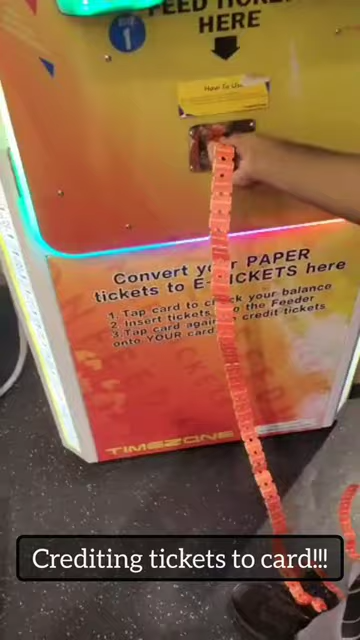 FEED TICKETS
HERE
1
How To Use
Convert your PAPER
tickets to E-TICKETS here
1. Tap card to check your balance
2. Insert tickets into the Feeder
3. Tap card again to credit tickets
onto YOUR card
TIMEZONE
Crediting tickets to card!!!